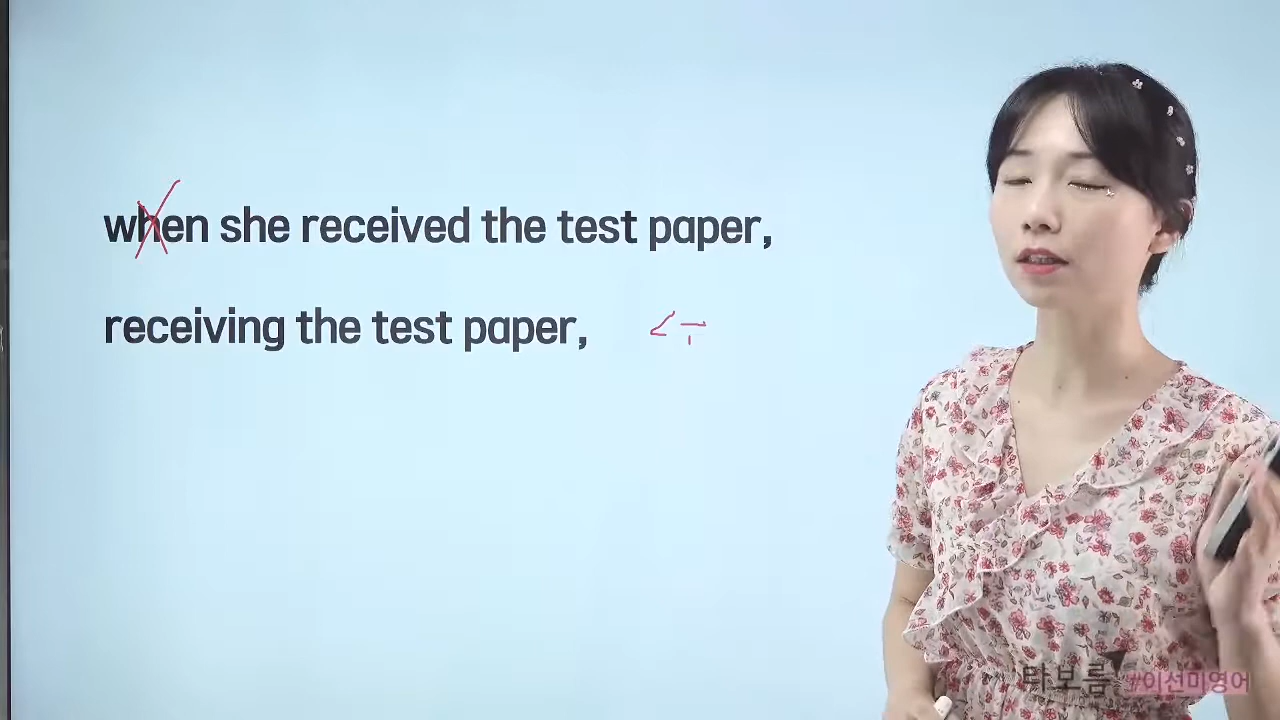 when she received the test paper,
receiving the test paper,
타보름
#이선미영어